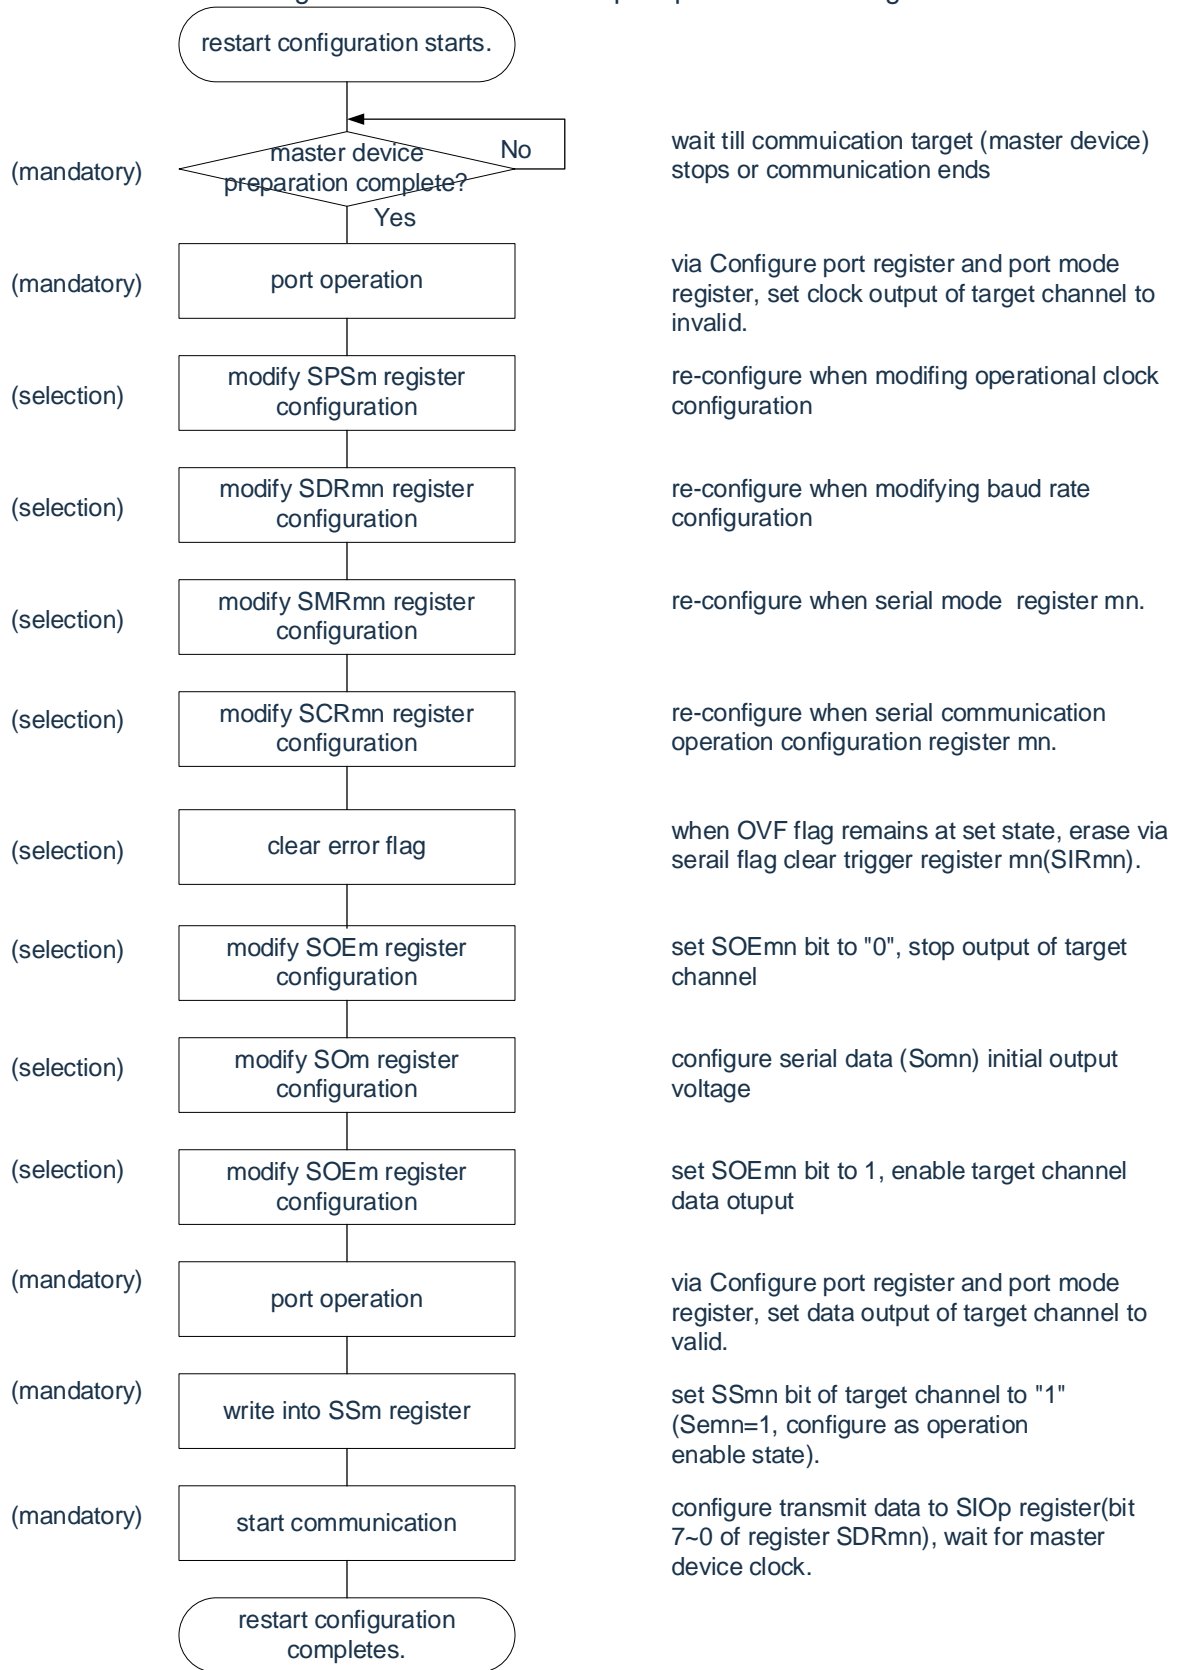 restart configuration starts.
No
master device
preparation complete?
(mandatory)
wait till commuication target (master device)
stops or communication ends
Yes
(mandatory)
port operation
via Configure port register and port mode
register, set clock output of target channel to
invalid.
(selection)
modify SPSm register
configuration
re-configure when modifing operational clock
configuration
(selection)
modify SDRmn register
configuration
re-configure when modifying baud rate
configuration
(selection)
modify SMRmn register
configuration
re-configure when serial mode  register mn.
(selection)
modify SCRmn register
configuration
re-configure when serial communication
operation configuration register mn.
(selection)
clear error flag
when OVF flag remains at set state, erase via
serail flag clear trigger register mn(SIRmn).
(selection)
modify SOEm register
configuration
set SOEmn bit to "0", stop output of target
channel
(selection)
modify SOm register
configuration
configure serial data (Somn) initial output
voltage
(selection)
modify SOEm register
configuration
set SOEmn bit to 1, enable target channel
data otuput
(mandatory)
port operation
via Configure port register and port mode
register, set data output of target channel to
valid.
(mandatory)
write into SSm register
set SSmn bit of target channel to "1"
(Semn=1, configure as operation
enable state).
(mandatory)
start communication
configure transmit data to SIOp register(bit
7~0 of register SDRmn), wait for master
device clock.
restart configuration
completes.